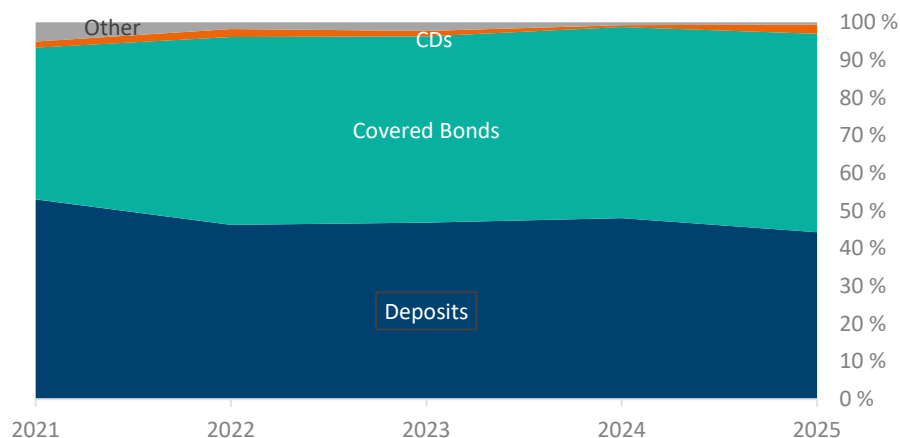 Other
CDs
Covered Bonds
Deposits
100 %
90 %
80 %
70 %
60 %
50 %
40 %
30 %
20 %
10 %
0 %
2021 2022 2023 2024 2025